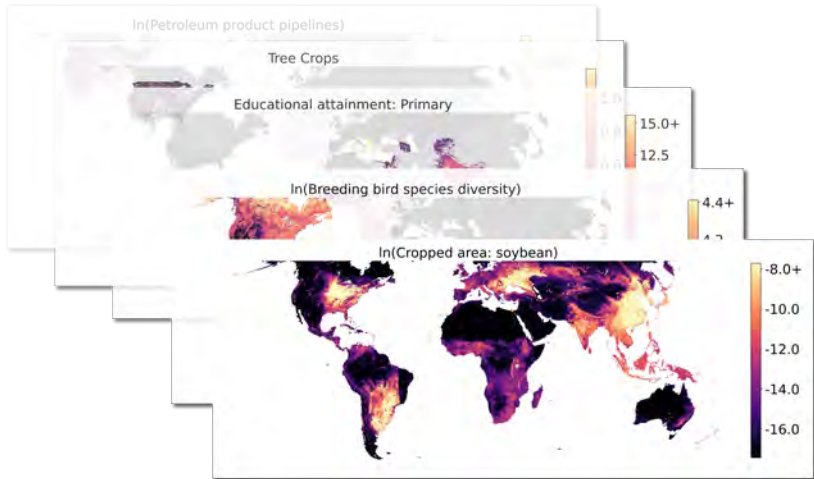 ln(Petroleum product pipelines)
Tree Crops
Educational attainment: Primary
15.0+
12.5
ln(Breeding bird species diversity)
4.4+
ln(Cropped area: soybean)
-8.0+
-10.0
-12.0
-14.0
-16.0